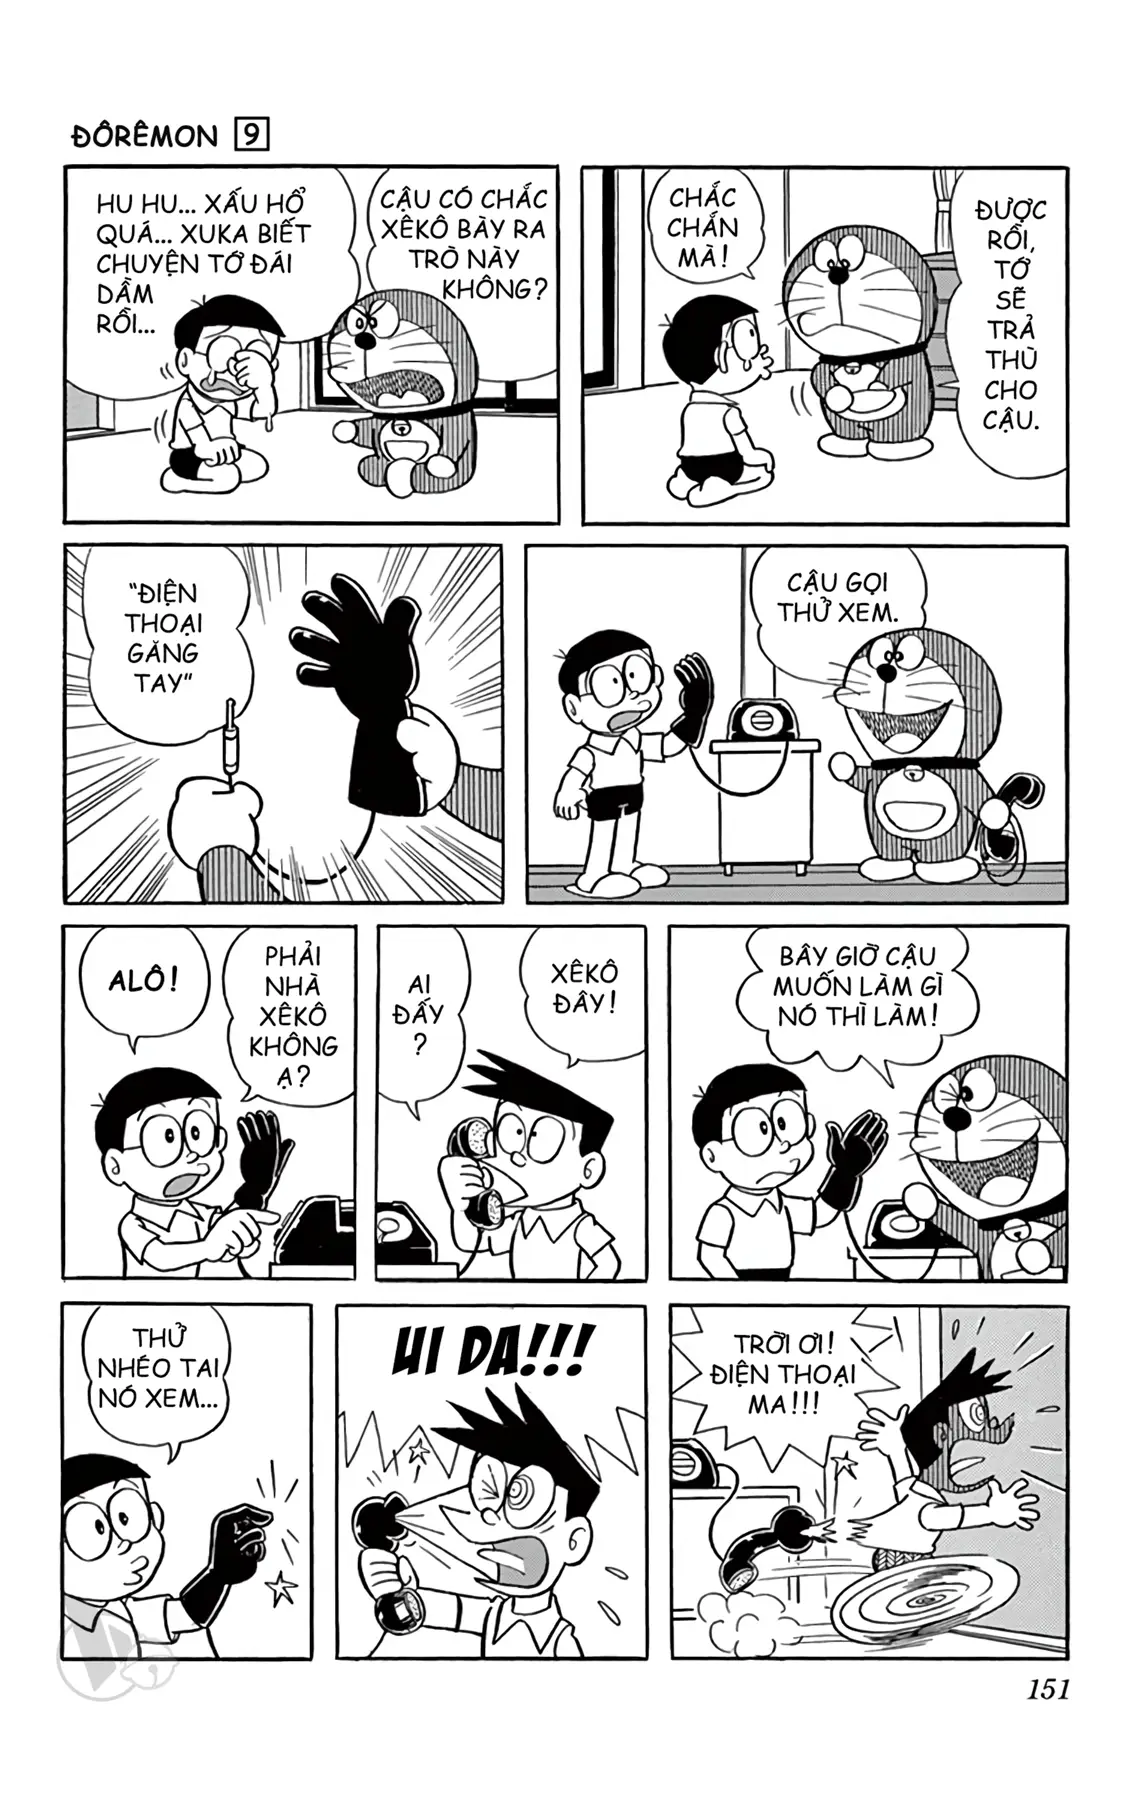 ĐÔRÊMON 9
HU HU... XẤU HỔ
QUÁ... XUKA BIẾT
CHUYỆN TỚ ĐÁI
DẦM
RỒI...
CẬU CÓ CHẮC
XÊKÔ BÀY RA
TRÒ NÀY
KHÔNG?
CHẮC
CHẮN
MÀ!
ĐƯỢC
RỒI,
TỚ
SẼ
TRẢ
THÙ
CHO
CẬU.
"ĐIỆN
THOẠI
GĂNG
TAY"
CẬU GỌI
THỬ XEM.
ALÔ!
PHẢI
NHÀ
XÊKÔ
KHÔNG
Ạ?
AI
ĐẤY
?
XÊKÔ
ĐÂY!
BÂY GIỜ CẬU
MUỐN LÀM GÌ
NÓ THÌ LÀM!
THỬ
NHÉO TAI
NÓ XEM...
UI DA!!!
TRỜI ƠI!
ĐIỆN THOẠI
MA!!!
151